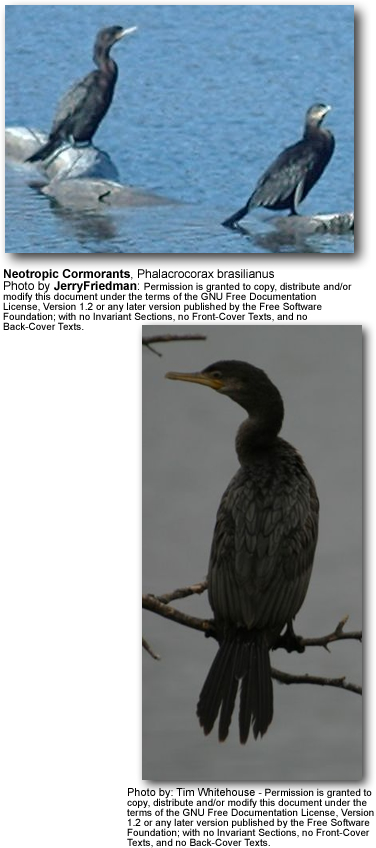 Neotropic Cormorants, Phalacrocorax brasilianus
Photo by JerryFriedman: Permission is granted to copy, distribute and/or
modify this document under the terms of the GNU Free Documentation
License, Version 1.2 or any later version published by the Free Software
Foundation; with no Invariant Sections, no Front-Cover Texts, and no
Back-Cover Texts.
Photo by: Tim Whitehouse - Permission is granted to
copy, distribute and/or modify this document under the
terms of the GNU Free Documentation License, Version
1.2 or any later version published by the Free Software
Foundation; with no Invariant Sections, no Front-Cover
Texts, and no Back-Cover Texts.